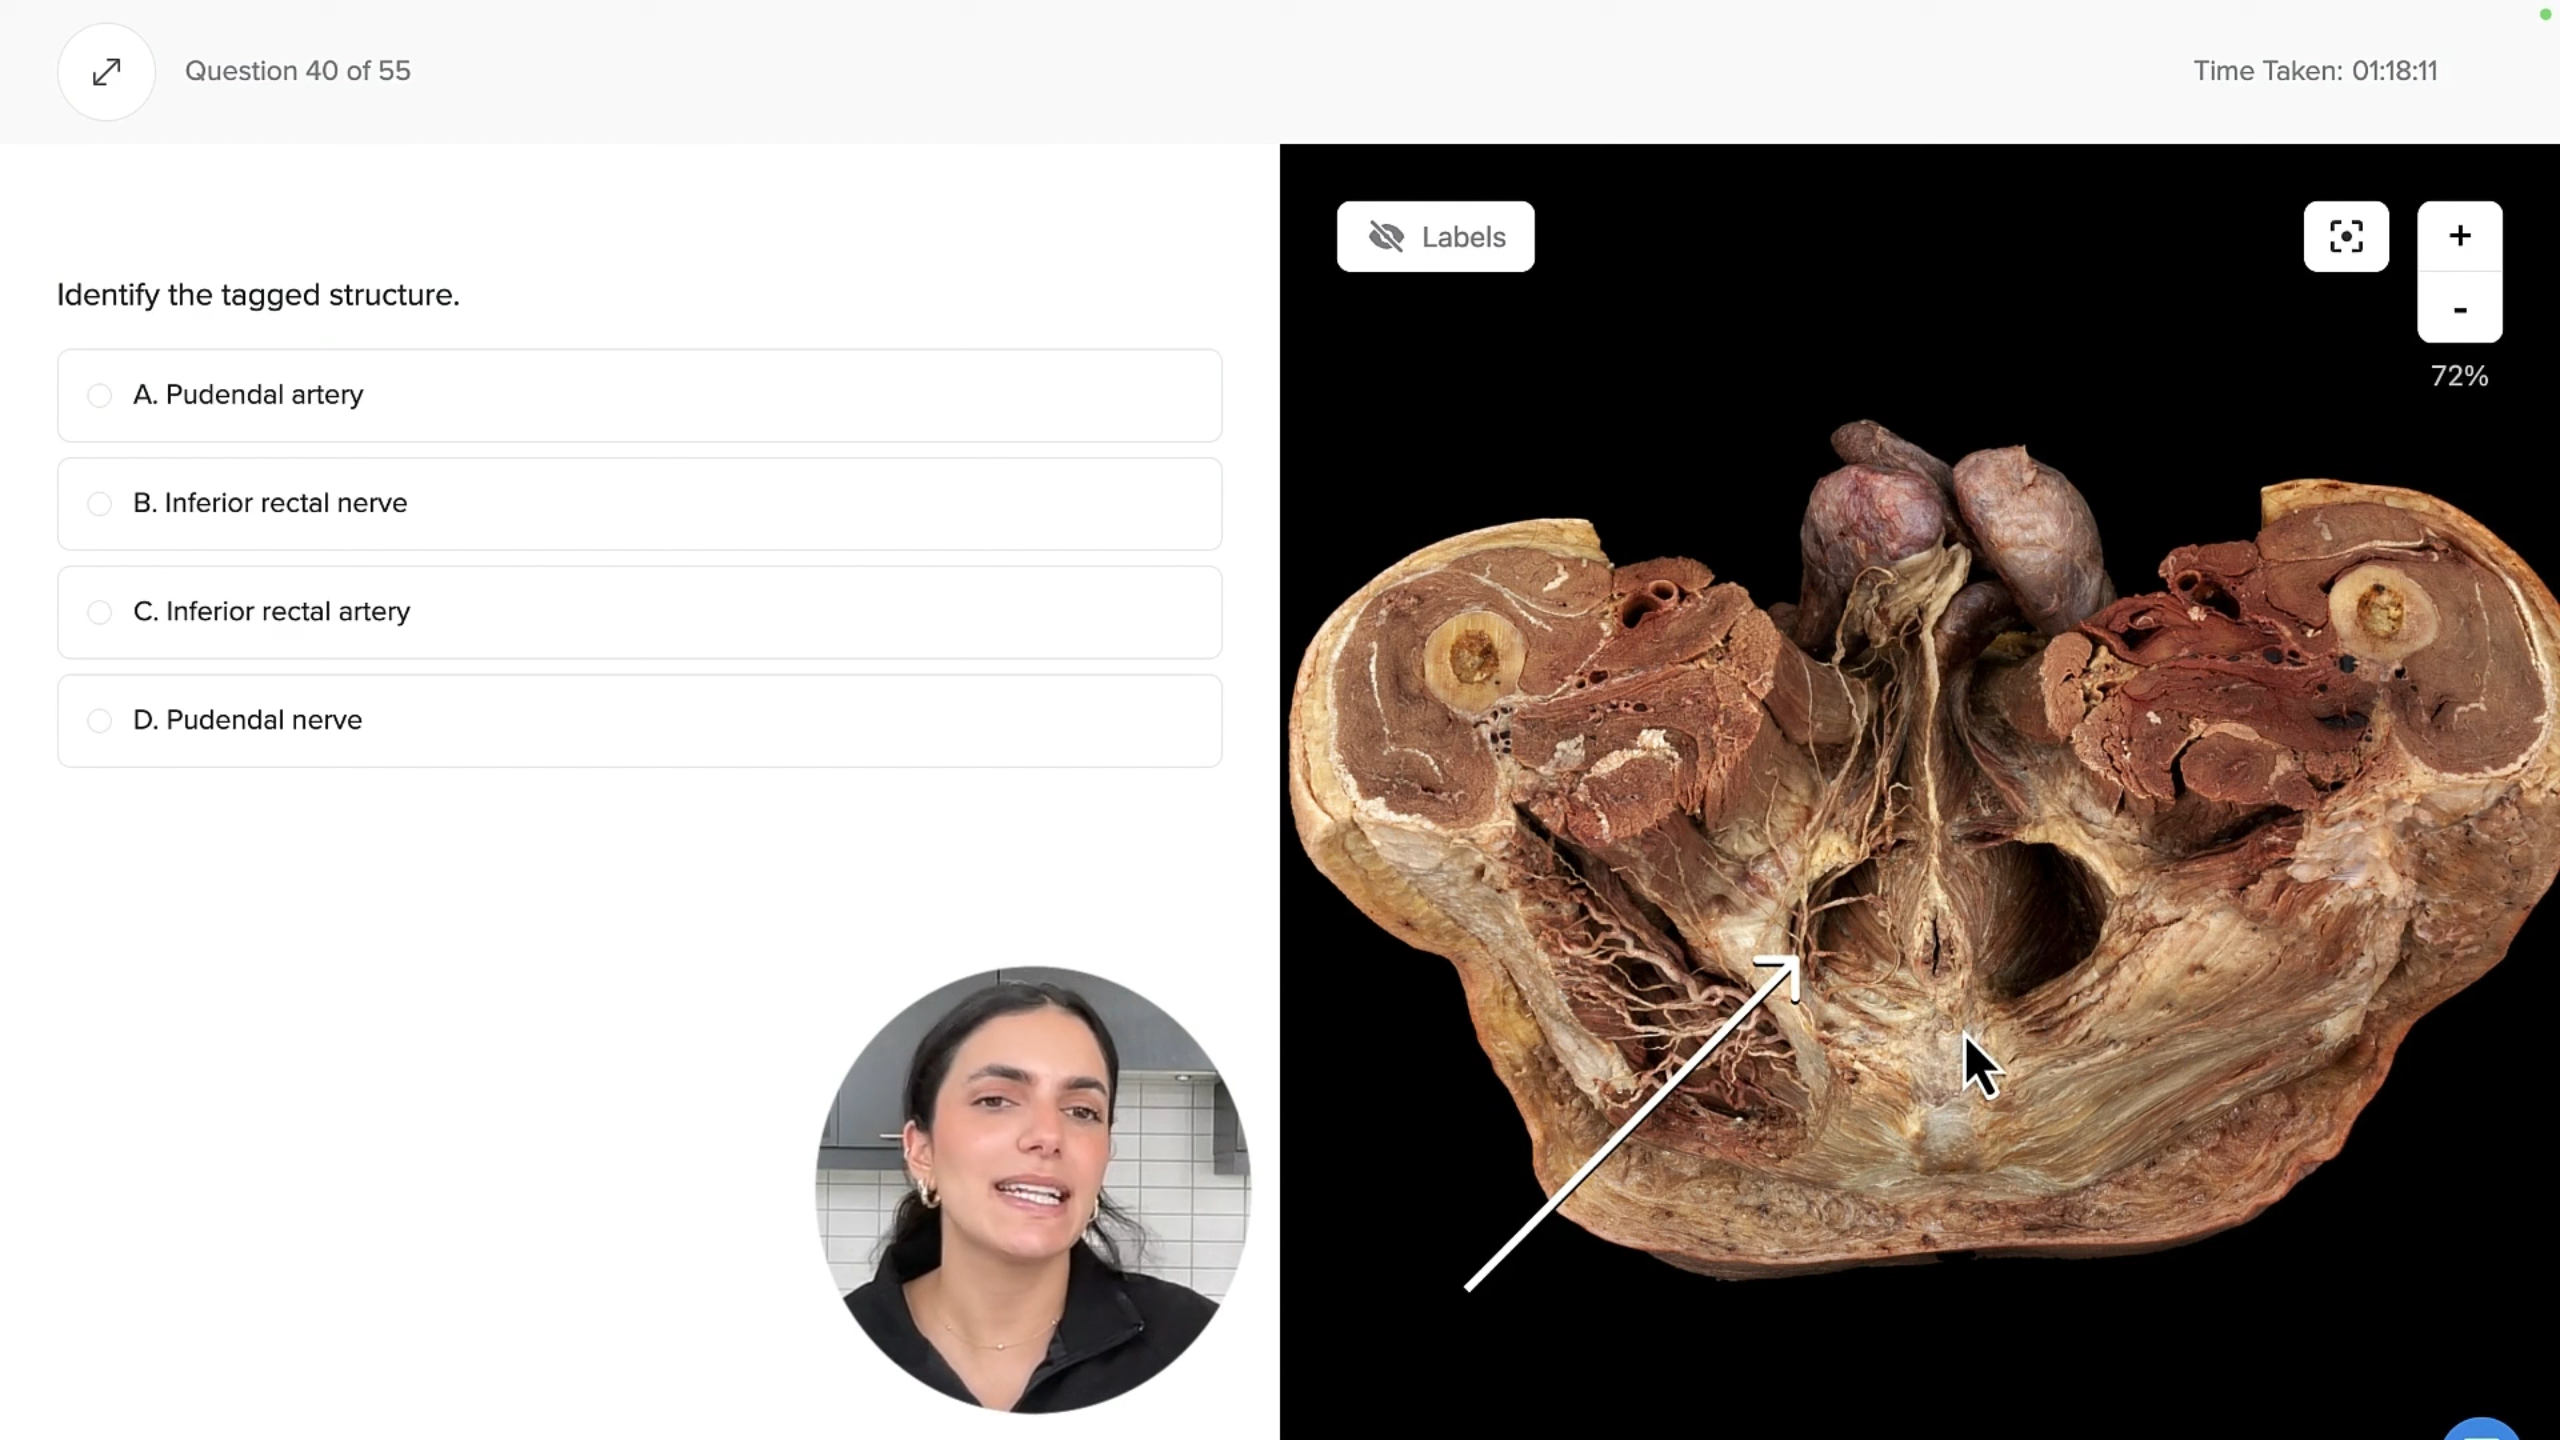 Question 40 of 55
Time Taken: 01:18:11
Identify the tagged structure.
A. Pudendal artery
B. Inferior rectal nerve
C. Inferior rectal artery
D. Pudendal nerve
Labels
+
-
72%